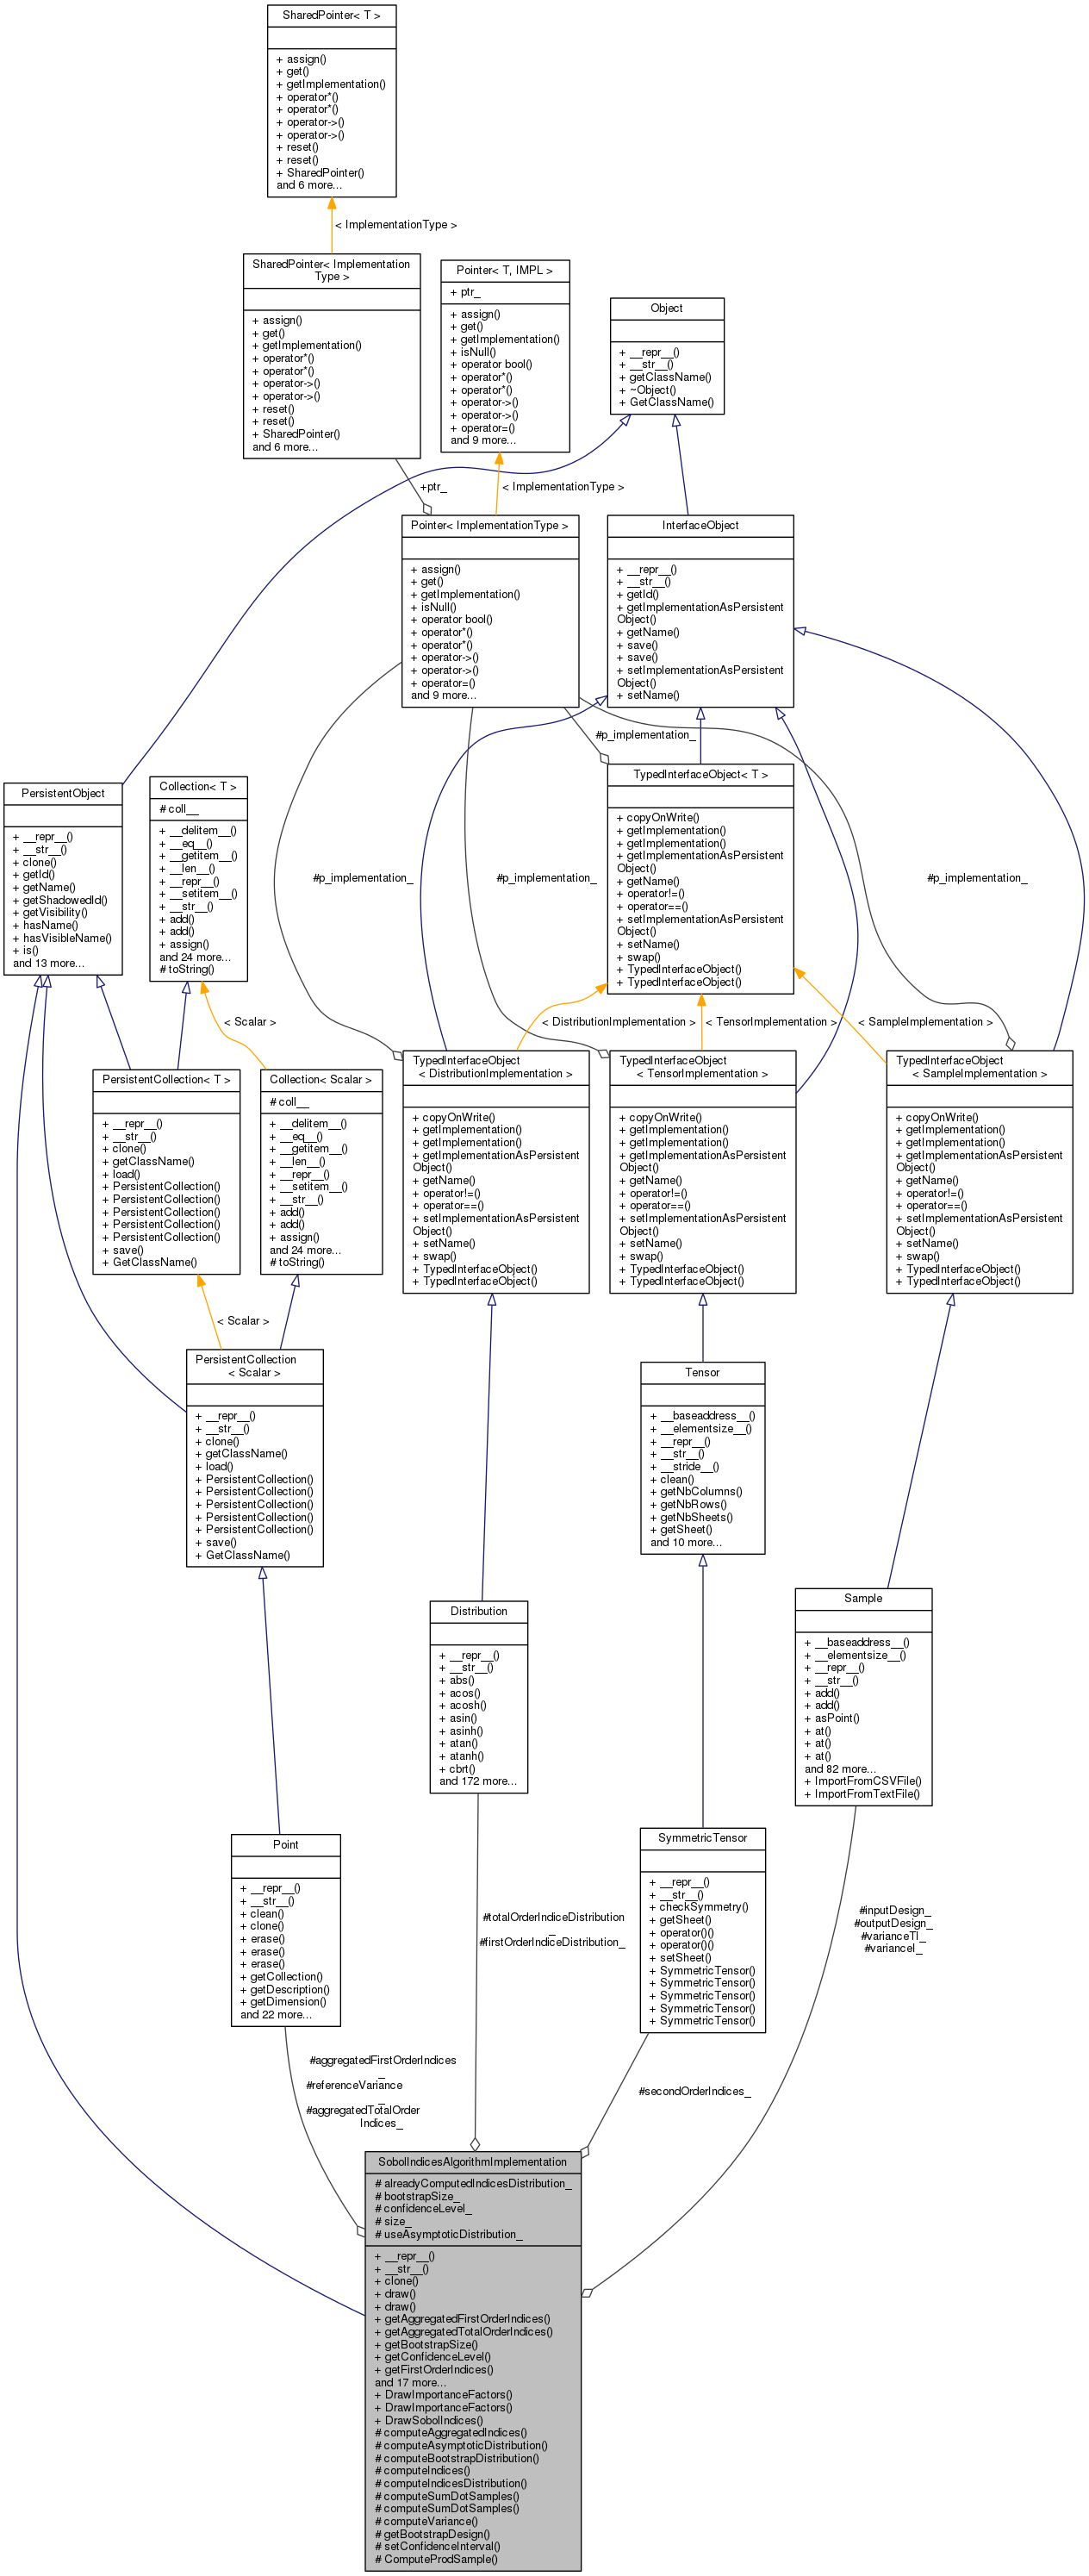 SharedPointer< T >
+ assign()
+ get()
+ getImplementation()
+ operator*()
+ operator*()
+ operator->()
+ operator->()
+ reset()
+ reset()
+ SharedPointer()
and 6 more...
< ImplementationType >
SharedPointer< Implementation
Type >
+ assign()
+ get()
+ getImplementation()
+ operator*()
+ operator*()
+ operator->()
+ operator->()
+ reset()
+ reset()
+ SharedPointer()
and 6 more...
Pointer< T, IMPL >
+ ptr_
+ assign()
+ get()
+ getImplementation()
+ isNull()
+ operator bool()
+ operator*()
+ operator*()
+ operator->()
+ operator->()
+ operator=()
and 9 more...
Object
+ __repr__()
+ __str__()
+ getClassName()
+ ~Object()
+ GetClassName()
+ptr_
< ImplementationType >
Pointer< ImplementationType >
+ assign()
+ get()
+ getImplementation()
+ isNull()
+ operator bool()
+ operator*()
+ operator*()
+ operator->()
+ operator->()
+ operator=()
and 9 more...
InterfaceObject
+ __repr__()
+ __str__()
+ getId()
+ getImplementationAsPersistent
Object()
+ getName()
+ save()
+ save()
+ setImplementationAsPersistent
Object()
+ setName()
#p_implementation_
PersistentObject
+ __repr__()
+ __str__()
+ clone()
+ getId()
+ getName()
+ getShadowedId()
+ getVisibility()
+ hasName()
+ hasVisibleName()
+ is()
and 13 more...
Collection< T >
# coll__
+ __delitem__()
+ __eq__()
+ __getitem__()
+ __len__()
+ __repr__()
+ __setitem__()
+ __str__()
+ add()
+ add()
+ assign()
and 24 more...
# toString()
#p_implementation_
#p_implementation_
TypedInterfaceObject< T >
+ copyOnWrite()
+ getImplementation()
+ getImplementation()
+ getImplementationAsPersistent
Object()
+ getName()
+ operator!=()
+ operator==()
+ setImplementationAsPersistent
Object()
+ setName()
+ swap()
+ TypedInterfaceObject()
+ TypedInterfaceObject()
#p_implementation_
< Scalar >
< DistributionImplementation >
< TensorImplementation >
< SampleImplementation >
PersistentCollection< T >
+ __repr__()
+ __str__()
+ clone()
+ getClassName()
+ load()
+ PersistentCollection()
+ PersistentCollection()
+ PersistentCollection()
+ PersistentCollection()
+ PersistentCollection()
+ save()
+ GetClassName()
Collection< Scalar >
# coll__
+ __delitem__()
+ __eq__()
+ __getitem__()
+ __len__()
+ __repr__()
+ __setitem__()
+ __str__()
+ add()
+ add()
+ assign()
and 24 more...
# toString()
TypedInterfaceObject
< DistributionImplementation >
+ copyOnWrite()
+ getImplementation()
+ getImplementation()
+ getImplementationAsPersistent
Object()
+ getName()
+ operator!=()
+ operator==()
+ setImplementationAsPersistent
Object()
+ setName()
+ swap()
+ TypedInterfaceObject()
+ TypedInterfaceObject()
TypedInterfaceObject
< TensorImplementation >
+ copyOnWrite()
+ getImplementation()
+ getImplementation()
+ getImplementationAsPersistent
Object()
+ getName()
+ operator!=()
+ operator==()
+ setImplementationAsPersistent
Object()
+ setName()
+ swap()
+ TypedInterfaceObject()
+ TypedInterfaceObject()
TypedInterfaceObject
< SampleImplementation >
+ copyOnWrite()
+ getImplementation()
+ getImplementation()
+ getImplementationAsPersistent
Object()
+ getName()
+ operator!=()
+ operator==()
+ setImplementationAsPersistent
Object()
+ setName()
+ swap()
+ TypedInterfaceObject()
+ TypedInterfaceObject()
< Scalar >
PersistentCollection
< Scalar >
+ __repr__()
+ __str__()
+ clone()
+ getClassName()
+ load()
+ PersistentCollection()
+ PersistentCollection()
+ PersistentCollection()
+ PersistentCollection()
+ PersistentCollection()
+ save()
+ GetClassName()
Tensor
+ __baseaddress__()
+ __elementsize__()
+ __repr__()
+ __str__()
+ __stride__()
+ clean()
+ getNbColumns()
+ getNbRows()
+ getNbSheets()
+ getSheet()
and 10 more...
Distribution
+ __repr__()
+ __str__()
+ abs()
+ acos()
+ acosh()
+ asin()
+ asinh()
+ atan()
+ atanh()
+ cbrt()
and 172 more...
Sample
+ __baseaddress__()
+ __elementsize__()
+ __repr__()
+ __str__()
+ add()
+ add()
+ asPoint()
+ at()
+ at()
+ at()
and 82 more...
+ ImportFromCSVFile()
+ ImportFromTextFile()
Point
+ __repr__()
+ __str__()
+ clean()
+ clone()
+ erase()
+ erase()
+ erase()
+ getCollection()
+ getDescription()
+ getDimension()
and 22 more...
SymmetricTensor
+ __repr__()
+ __str__()
+ checkSymmetry()
+ getSheet()
+ operator()()
+ operator()()
+ setSheet()
+ SymmetricTensor()
+ SymmetricTensor()
+ SymmetricTensor()
+ SymmetricTensor()
+ SymmetricTensor()
#totalOrderIndiceDistribution
_
#firstOrderIndiceDistribution_
#inputDesign_
#outputDesign_
#varianceTI_
#varianceI_
#aggregatedFirstOrderIndices
_
#referenceVariance
_
#aggregatedTotalOrder
Indices_
#secondOrderIndices_
SobolIndicesAlgorithmImplementation
# alreadyComputedIndicesDistribution_
# bootstrapSize_
# confidenceLevel_
# size_
# useAsymptoticDistribution_
+ __repr__()
+ __str__()
+ clone()
+ draw()
+ draw()
+ getAggregatedFirstOrderIndices()
+ getAggregatedTotalOrderIndices()
+ getBootstrapSize()
+ getConfidenceLevel()
+ getFirstOrderIndices()
and 17 more...
+ DrawImportanceFactors()
+ DrawImportanceFactors()
+ DrawSobolIndices()
# computeAggregatedIndices()
# computeAsymptoticDistribution()
# computeBootstrapDistribution()
# computeIndices()
# computeIndicesDistribution()
# computeSumDotSamples()
# computeSumDotSamples()
# computeVariance()
# getBootstrapDesign()
# setConfidenceInterval()
# ComputeProdSample()